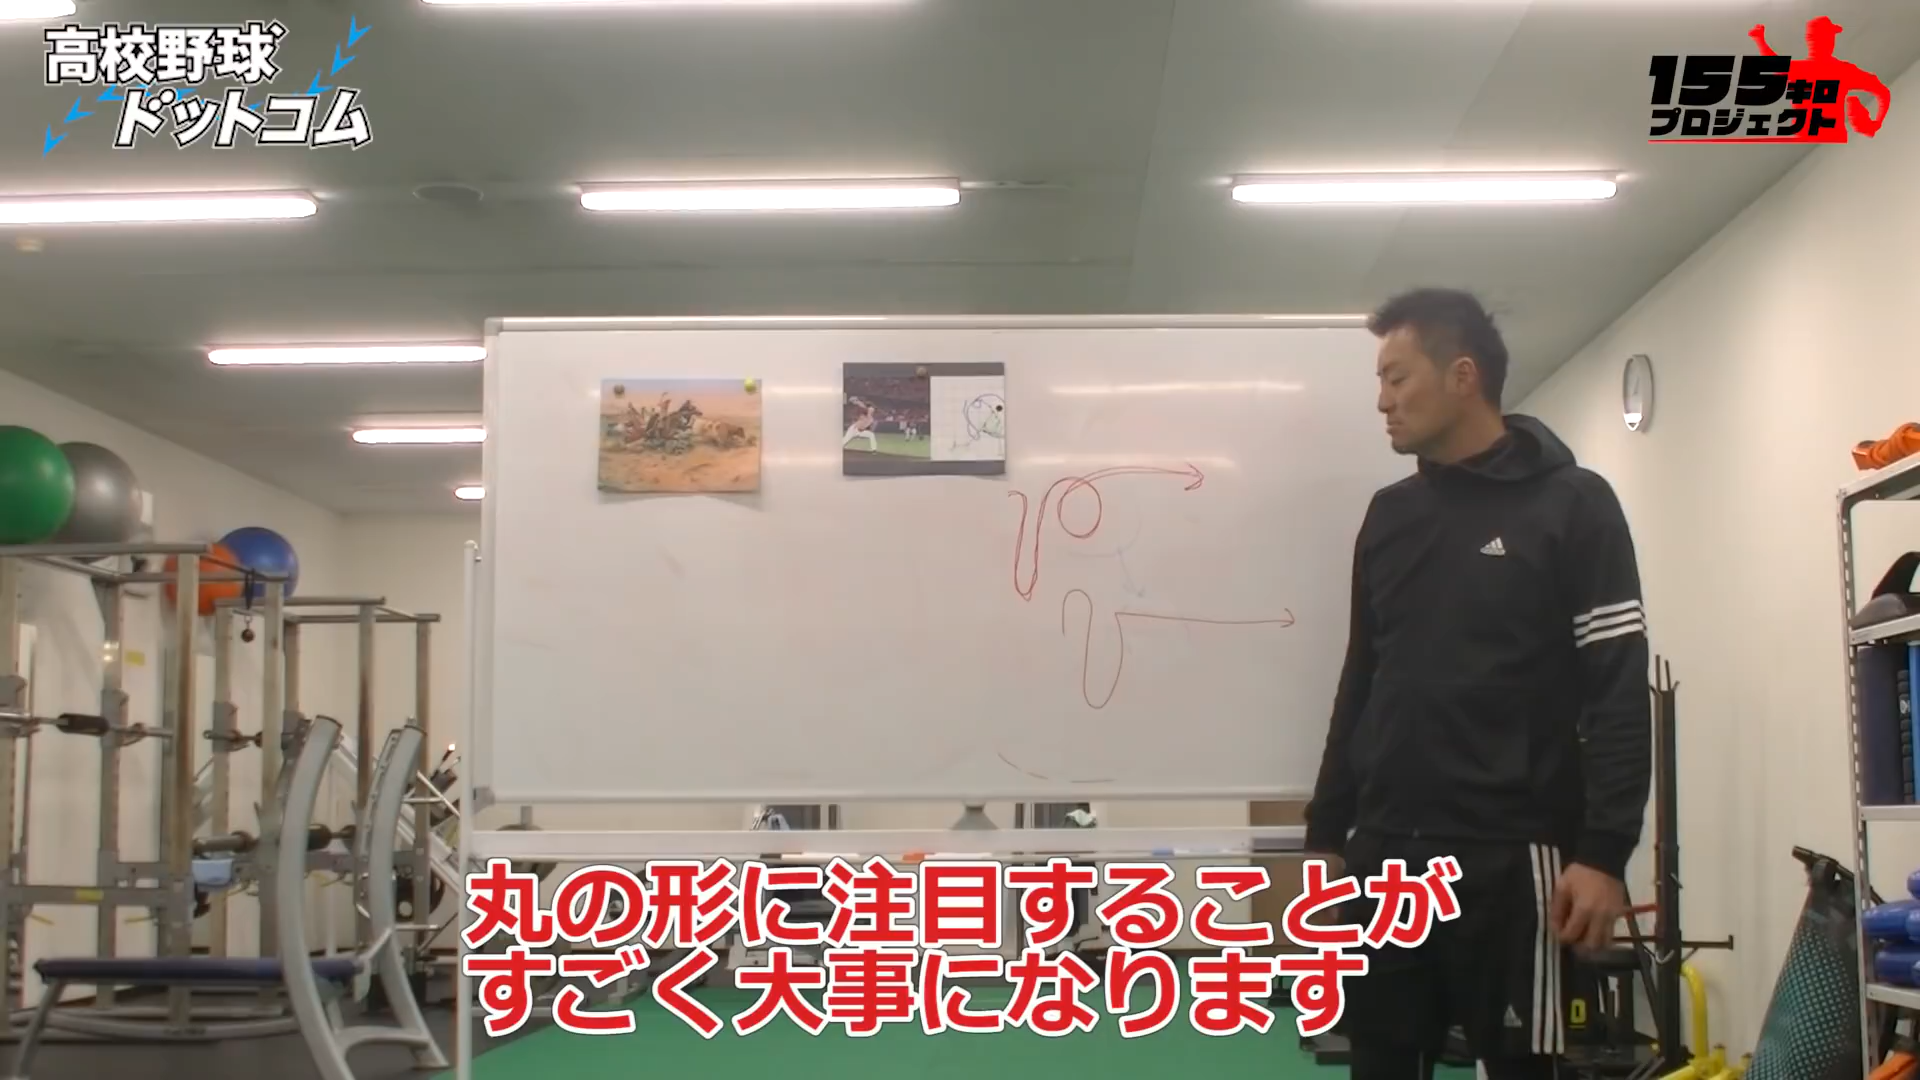 高校野球
ドットコム
155キロ
プロジェクト
丸の形に注目することが
すごく大事になります